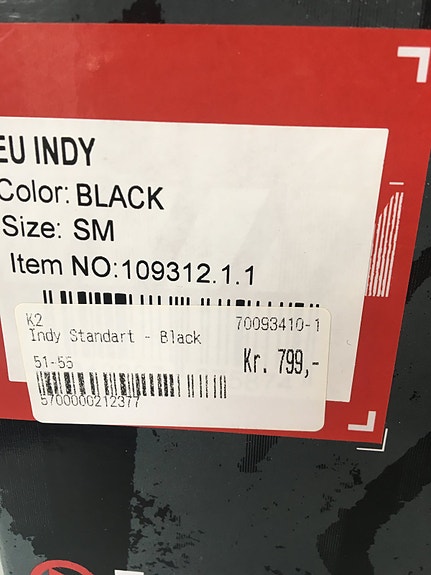 EU INDY
Color: BLACK
Size: SM
Item NO:109312.1.1
K2 70093410-1
Indy Standart - Black
51-55 Kr. 799,-
5700000212377